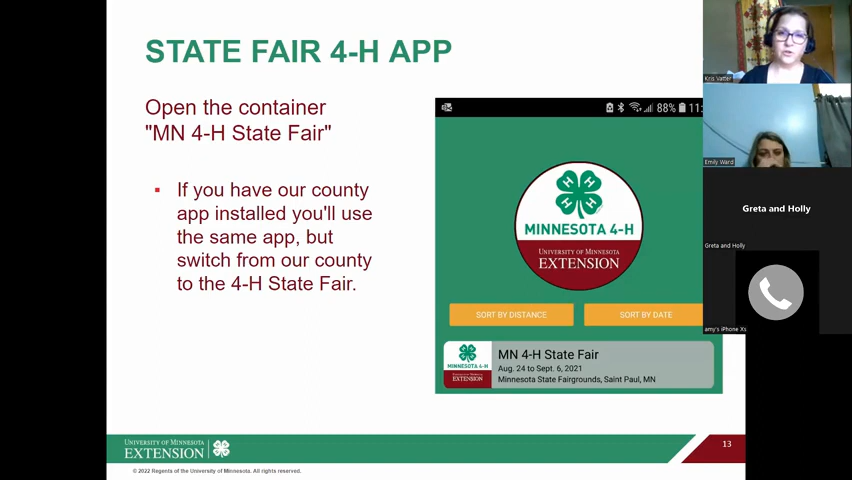 STATE FAIR 4-H APP
Open the container
"MN 4-H State Fair"
▪ If you have our county
app installed you'll use
the same app, but
switch from our county
to the 4-H State Fair.
88% 11:
H H
H H
MINNESOTA 4-H
UNIVERSITY OF MINNESOTA
EXTENSION
SORT BY DISTANCE
SORT BY DATE
MINNESOTA 4-H
EXTENSION
MN 4-H State Fair
Aug. 24 to Sept. 6, 2021
Minnesota State Fairgrounds, Saint Paul, MN
UNIVERSITY OF MINNESOTA
EXTENSION
13
© 2022 Regents of the University of Minnesota. All rights reserved.
Kris Vatter
Emily Ward
Greta and Holly
Greta and Holly
amy's iPhone Xs